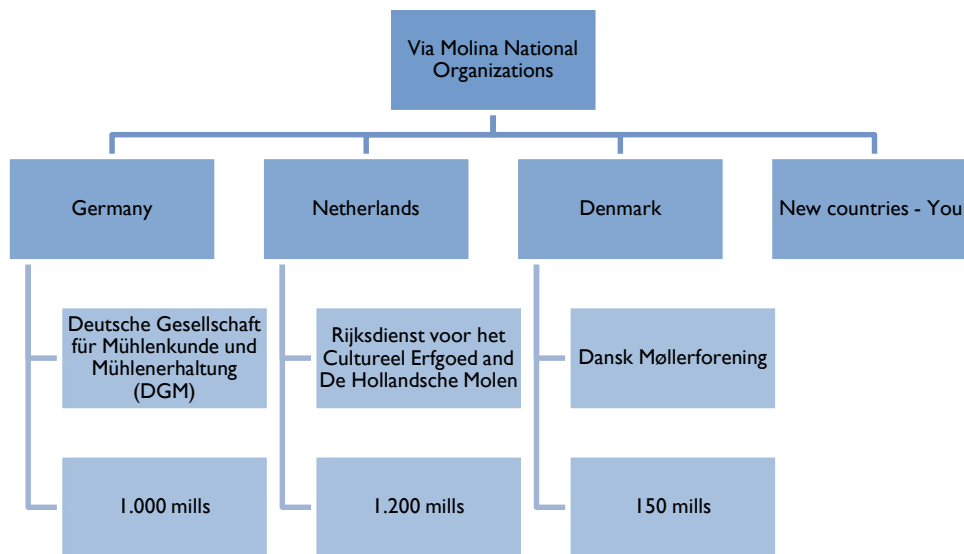 Via Molina National
Organizations
Germany
Netherlands
Denmark
New countries - You
Deutsche Gesellschaft
für Mühlenkunde und
Mühlenerhaltung
(DGM)
Rijksdienst voor het
Cultureel Erfgoed and
De Hollandsche Molen
Dansk Møllerforening
1.000 mills
1.200 mills
150 mills